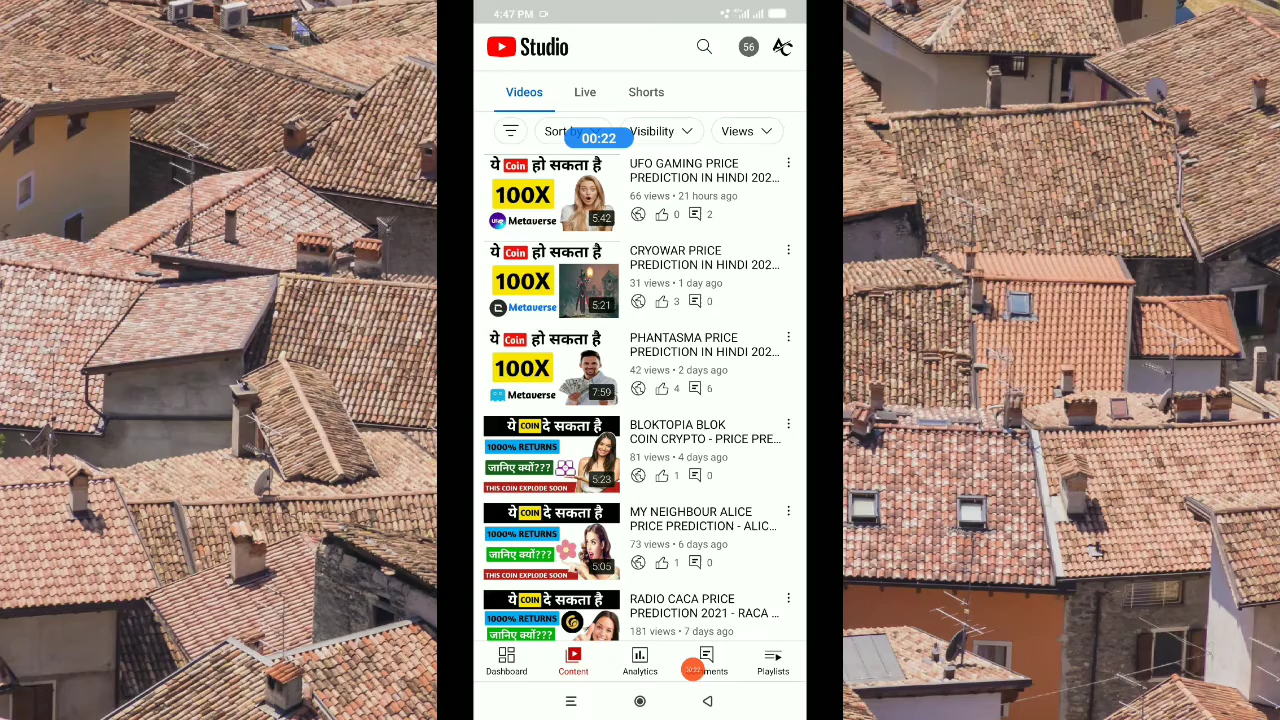 4:47 PM
Studio
56
Videos Live Shorts
Sort by Visibility Views
00:22
ये Coin हो सकता है
100X
Metaverse
5:42
UFO GAMING PRICE
PREDICTION IN HINDI 202...
66 views • 21 hours ago
0 2
ये Coin हो सकता है
100X
Metaverse
5:21
CRYOWAR PRICE
PREDICTION IN HINDI 202...
31 views • 1 day ago
3 0
ये Coin हो सकता है
100X
Metaverse
7:59
PHANTASMA PRICE
PREDICTION IN HINDI 202...
42 views • 2 days ago
4 6
ये COIN दे सकता है
1000% RETURNS
जानिए क्यों???
THIS COIN EXPLODE SOON
5:23
BLOKTOPIA BLOK
COIN CRYPTO - PRICE PRE...
81 views • 4 days ago
1 0
ये COIN दे सकता है
1000% RETURNS
जानिए क्यों???
THIS COIN EXPLODE SOON
5:05
MY NEIGHBOUR ALICE
PRICE PREDICTION - ALIC...
73 views • 6 days ago
1 0
ये COIN दे सकता है
1000% RETURNS
जानिए क्यों???
RADIO CACA PRICE
PREDICTION 2021 - RACA ...
181 views • 7 days ago
Dashboard Content Analytics Playlists